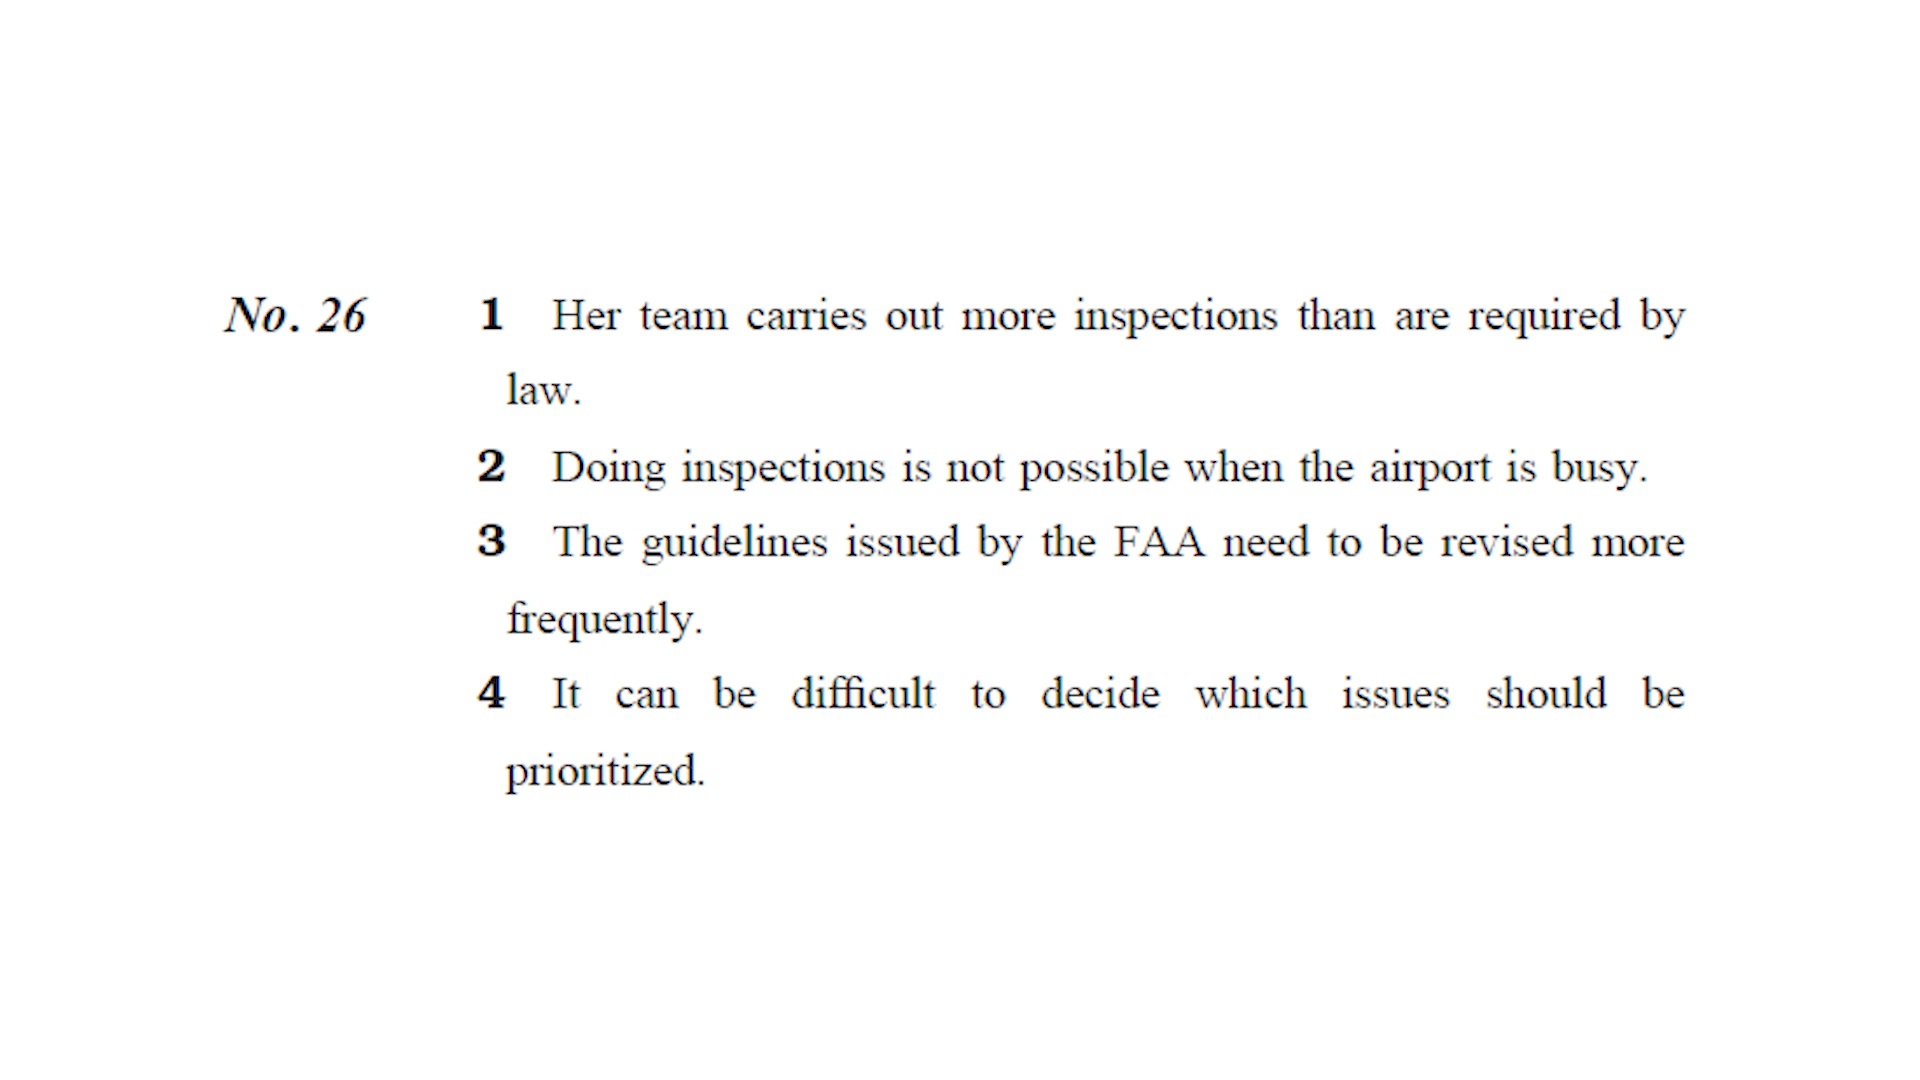 No. 26 1 Her team carries out more inspections than are required by
law.
2 Doing inspections is not possible when the airport is busy.
3 The guidelines issued by the FAA need to be revised more
frequently.
4 It can be difficult to decide which issues should be
prioritized.